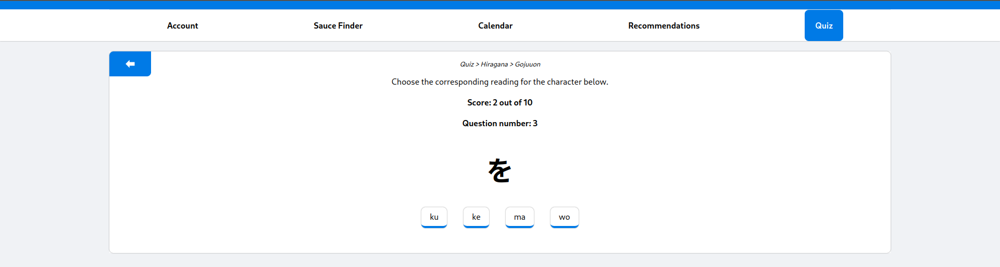 Account Sauce Finder Calendar Recommendations Quiz
Quiz > Hiragana > Gojuuon
Choose the corresponding reading for the character below.
Score: 2 out of 10
Question number: 3
を
ku ke ma wo